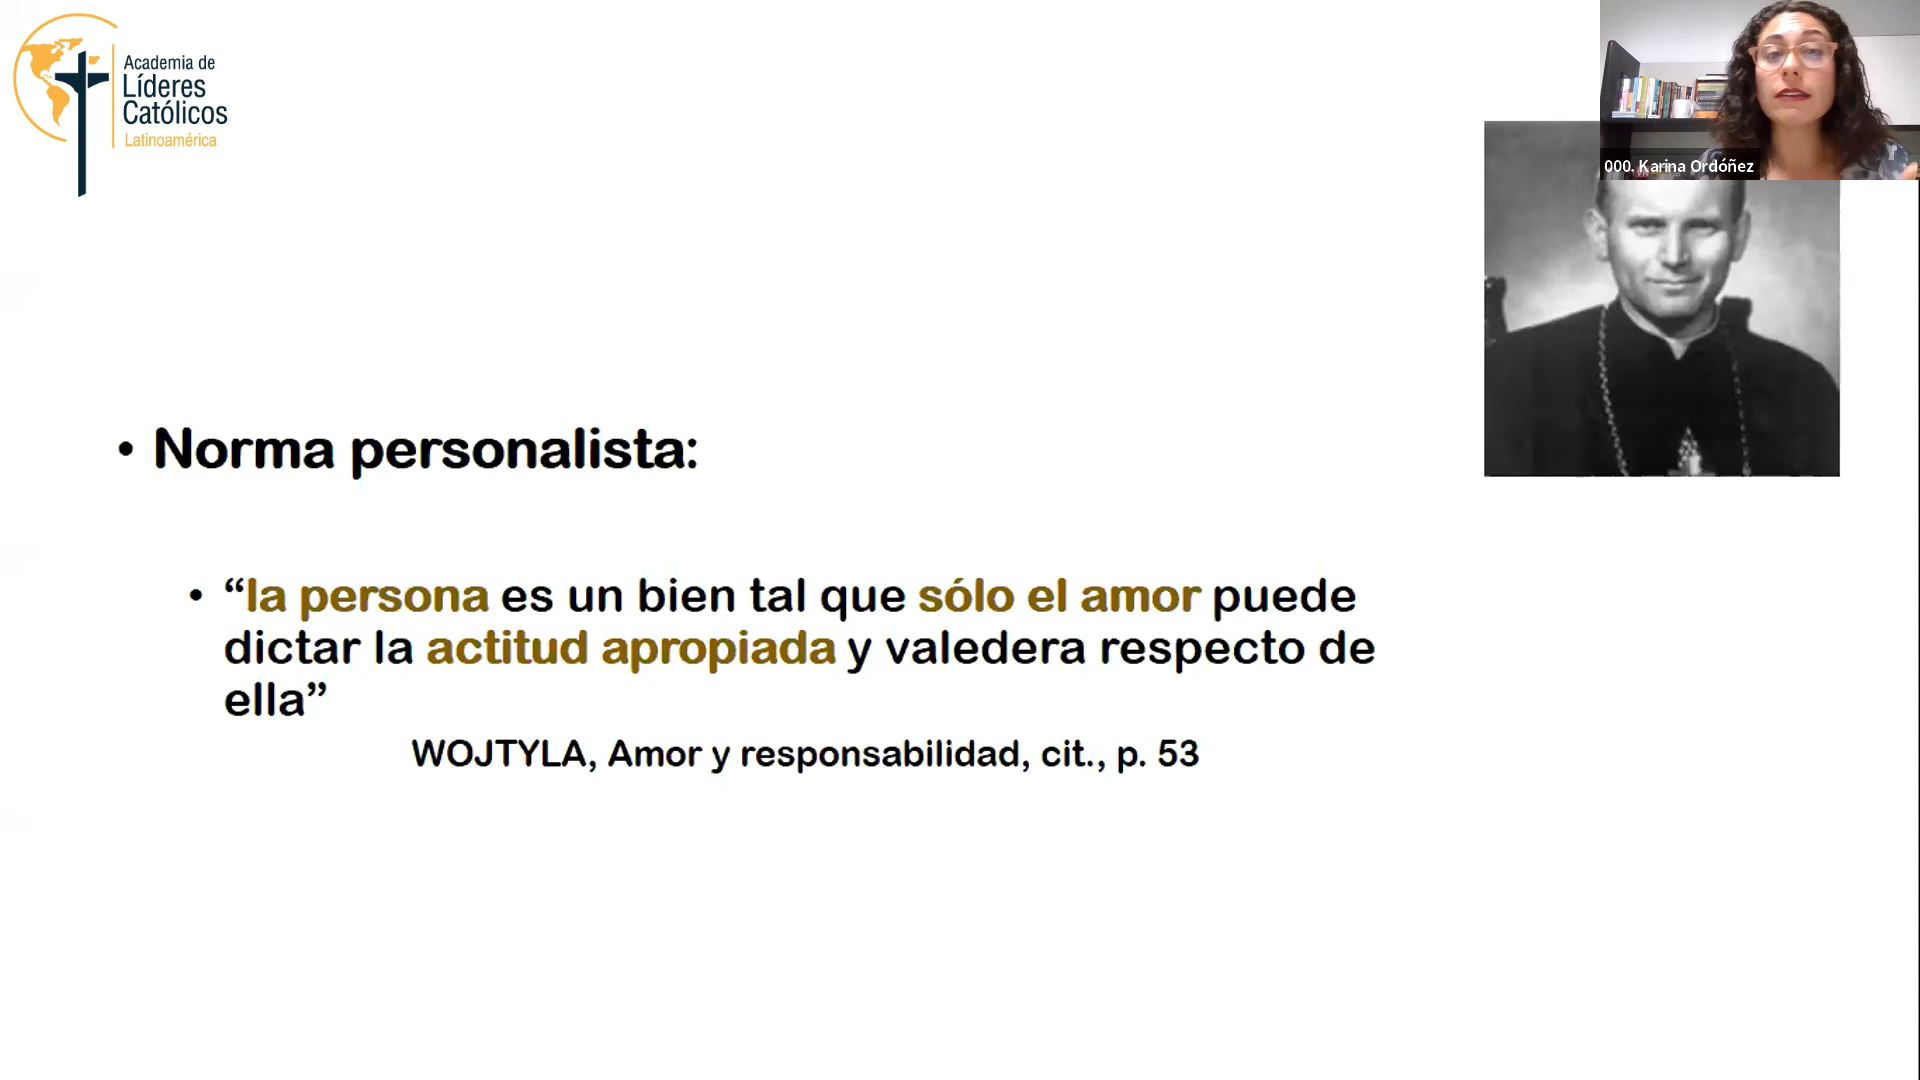 Academia de
Líderes
Católicos
Latinoamérica
000. Karina Ordóñez
• Norma personalista:
• “la persona es un bien tal que sólo el amor puede
dictar la actitud apropiada y valedera respecto de
ella”
WOJTYLA, Amor y responsabilidad, cit., p. 53